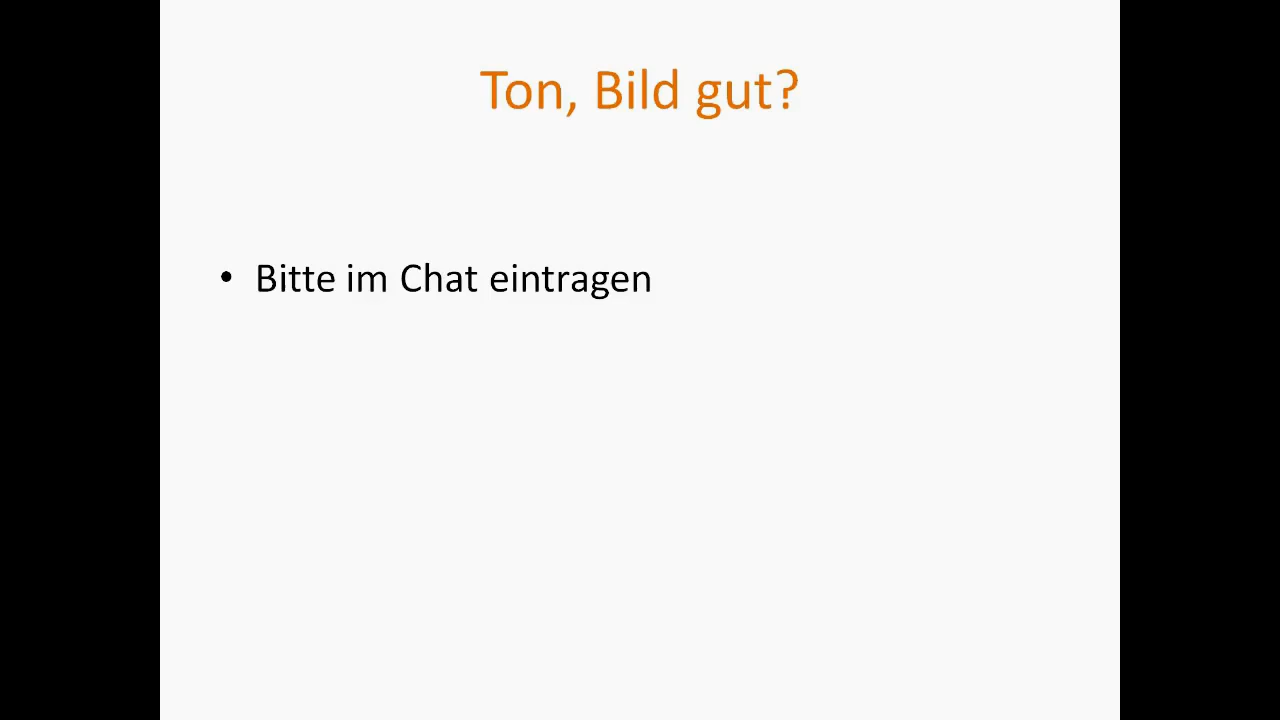 Ton, Bild gut?
• Bitte im Chat eintragen